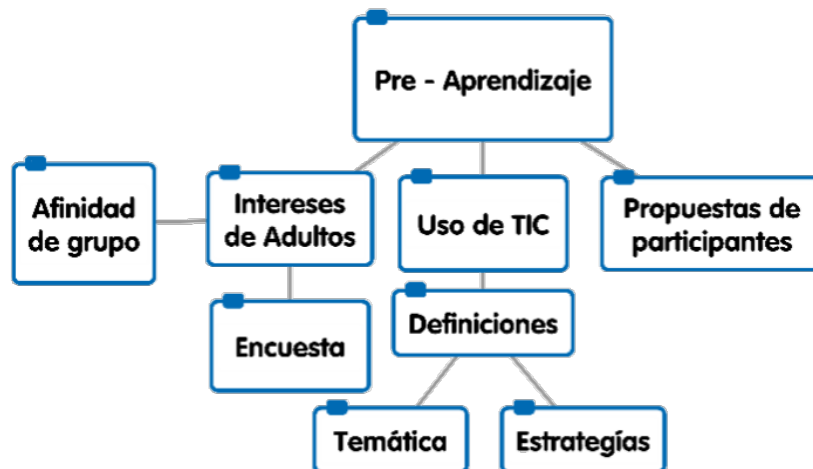 Pre - Aprendizaje
Afinidad
de grupo
Intereses
de Adultos
Uso de TIC
Propuestas de
participantes
Encuesta
Definiciones
Temática
Estrategías